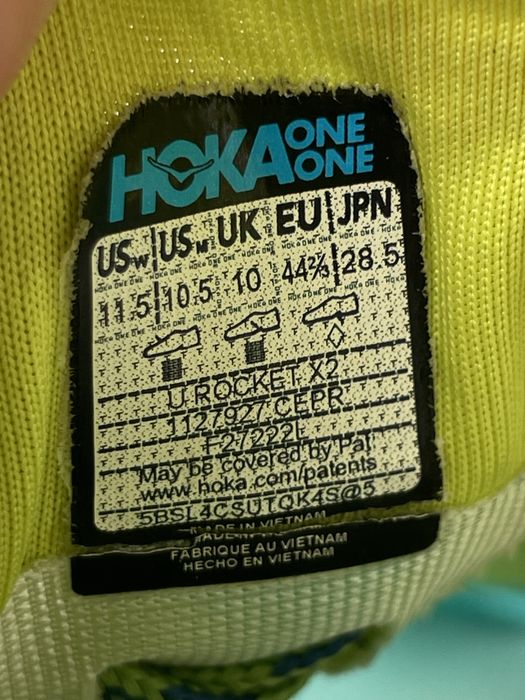 HOKA ONE ONE
US W US M UK EU JPN
11.5 10.5 10 44⅔ 28.5
U ROCKET X2
1127927 CEPR
F27222L
May be covered by Pat
www.hoka.com/patents
5BSL4CSUTQK4S@5
MADE IN VIETNAM
FABRIQUE AU VIETNAM
HECHO EN VIETNAM